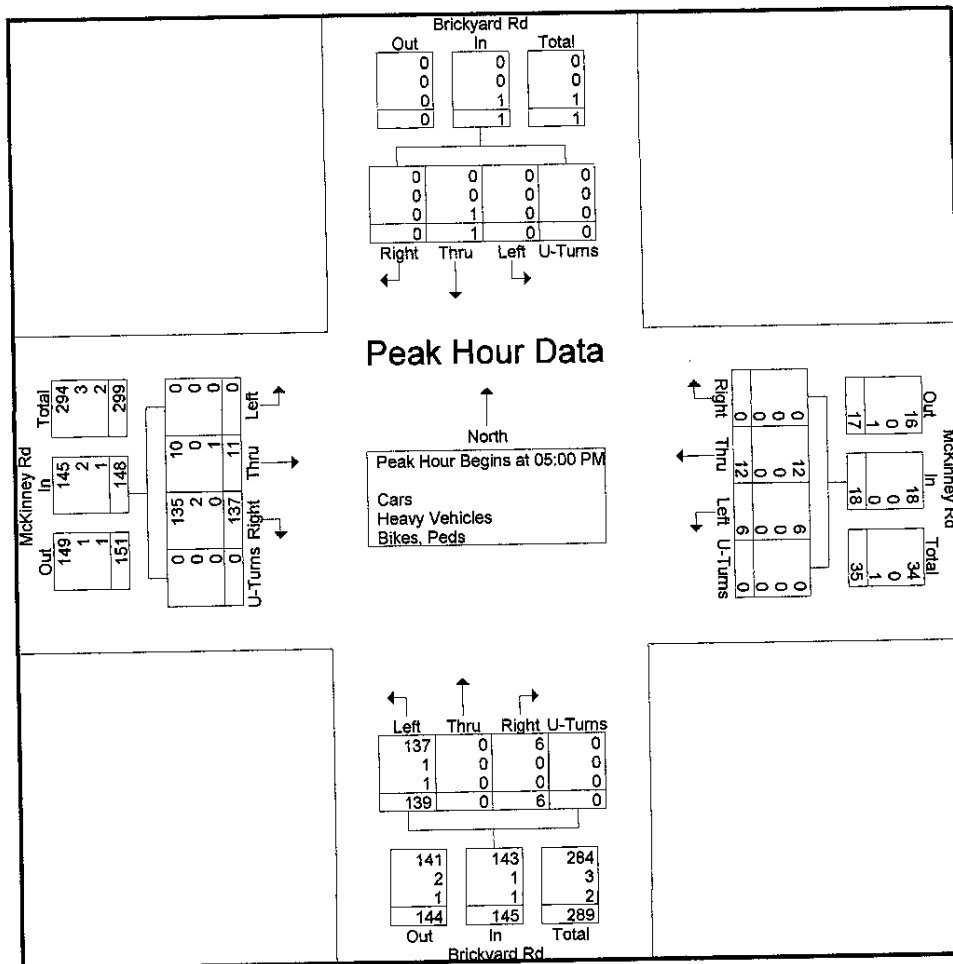 Brickyard Rd
Out In Total
0 0 0
0 0 0
0 1 1
0 1 1
0 0 0 0
0 0 0 0
0 1 0 0
0 1 0 0
Right Thru Left U-Turns
Peak Hour Data
North
Peak Hour Begins at 05:00 PM
Cars
Heavy Vehicles
Bikes, Peds
McKinney Rd
Total In Out
294 145 149
3 2 1
2 1 1
299 148 151
0 10 135 0
0 0 2 0
0 1 0 0
0 11 137 0
Left Thru Right U-Turns
McKinney Rd
Out In Total
16 18 34
0 0 0
1 0 1
17 18 35
0 12 6 0
0 0 0 0
0 0 0 0
0 12 6 0
Right Thru Left U-Turns
Left Thru Right U-Turns
137 0 6 0
1 0 0 0
1 0 0 0
139 0 6 0
141 143 284
2 1 3
1 1 2
144 145 289
Out In Total
Brickyard Rd